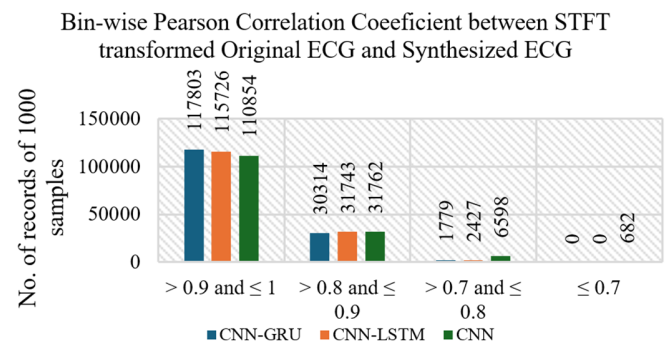 Bin-wise Pearson Correlation Coeeficient between STFT
transformed Original ECG and Synthesized ECG
No. of records of 1000
samples
150000
100000
50000
0
117803
115726
110854
30314
31743
31762
1779
2427
6598
0
0
682
> 0.9 and ≤ 1
> 0.8 and ≤
0.9
> 0.7 and ≤
0.8
≤ 0.7
CNN-GRU
CNN-LSTM
CNN